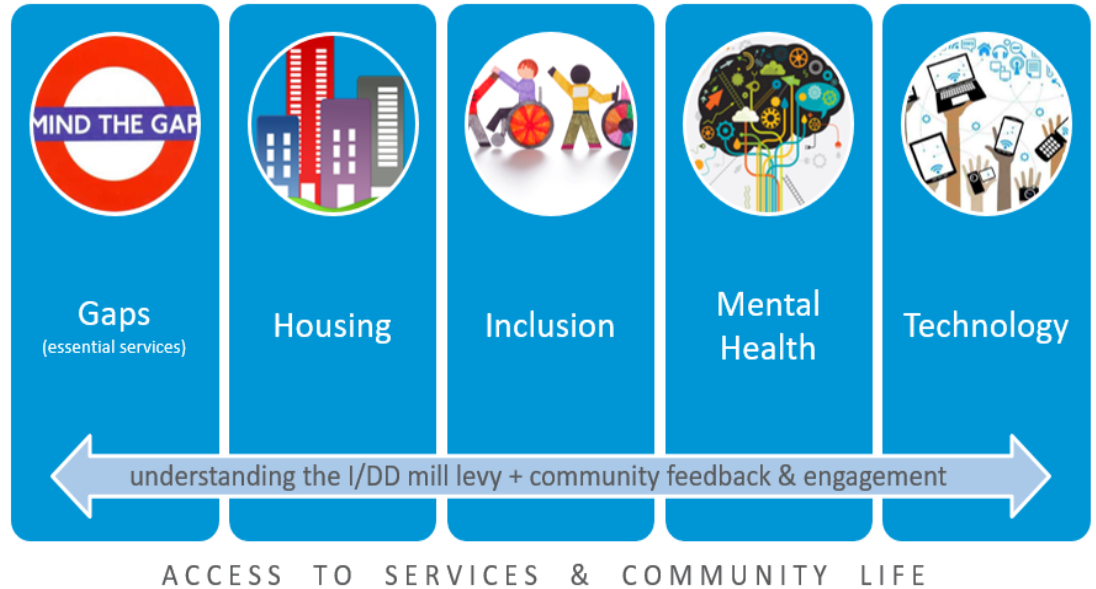 MIND THE GAP
Gaps
(essential services)
Housing
Inclusion
Mental
Health
Technology
understanding the I/DD mill levy + community feedback & engagement
ACCESS TO SERVICES & COMMUNITY LIFE